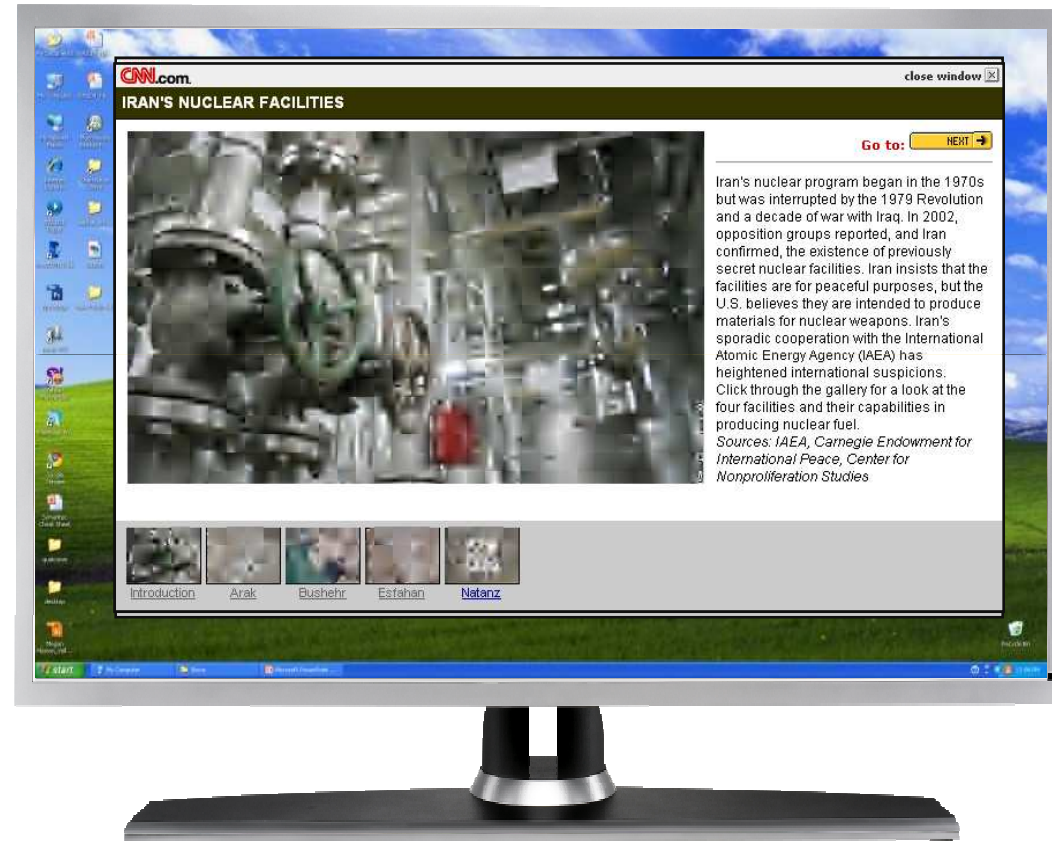 CNN.com.
close window
IRAN'S NUCLEAR FACILITIES
Go to:
NEXT
Iran's nuclear program began in the 1970s
but was interrupted by the 1979 Revolution
and a decade of war with Iraq. In 2002,
opposition groups reported, and Iran
confirmed, the existence of previously
secret nuclear facilities. Iran insists that the
facilities are for peaceful purposes, but the
U.S. believes they are intended to produce
materials for nuclear weapons. Iran's
sporadic cooperation with the International
Atomic Energy Agency (IAEA) has
heightened international suspicions.
Click through the gallery for a look at the
four facilities and their capabilities in
producing nuclear fuel.
Sources: IAEA, Carnegie Endowment for
International Peace, Center for
Nonproliferation Studies
Introduction
Arak
Bushehr
Esfahan
Natanz
start
My Computer